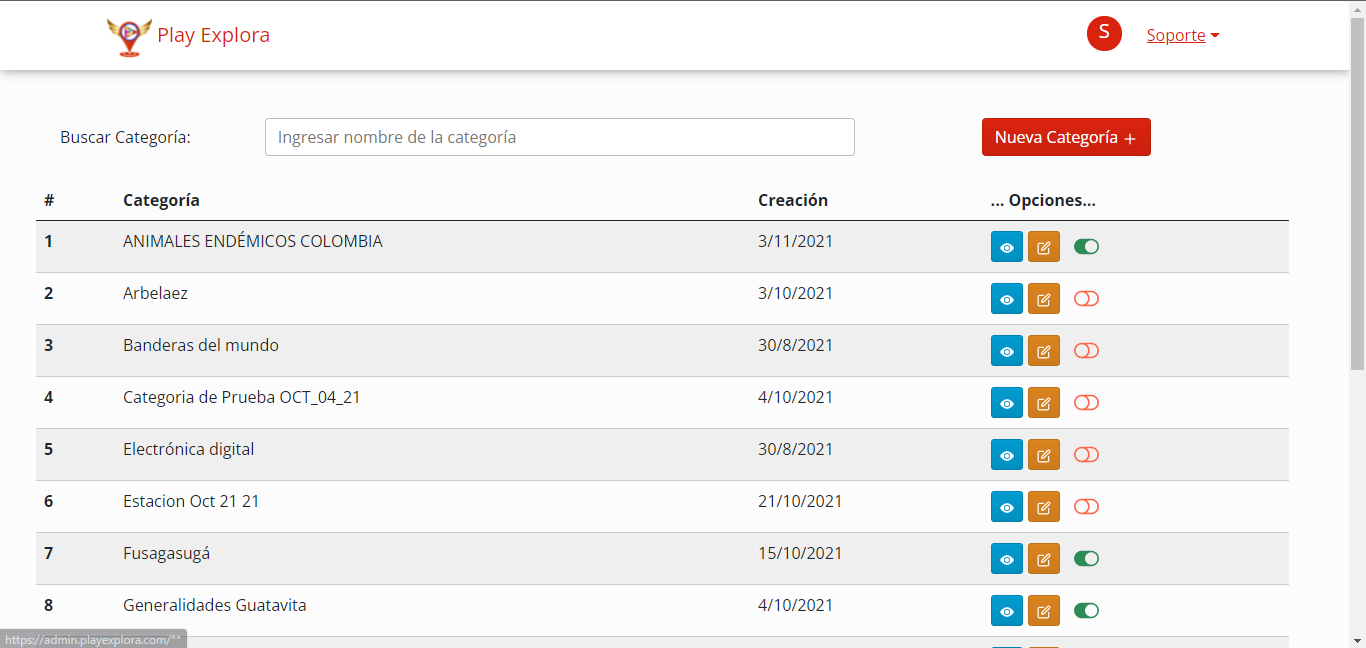 Play Explora
S Soporte
Buscar Categoría: Ingresar nombre de la categoría Nueva Categoría +
# Categoría Creación ... Opciones...
1 ANIMALES ENDÉMICOS COLOMBIA 3/11/2021
2 Arbelaez 3/10/2021
3 Banderas del mundo 30/8/2021
4 Categoria de Prueba OCT_04_21 4/10/2021
5 Electrónica digital 30/8/2021
6 Estacion Oct 21 21 21/10/2021
7 Fusagasugá 15/10/2021
8 Generalidades Guatavita 4/10/2021
https://admin.playexplora.com/**